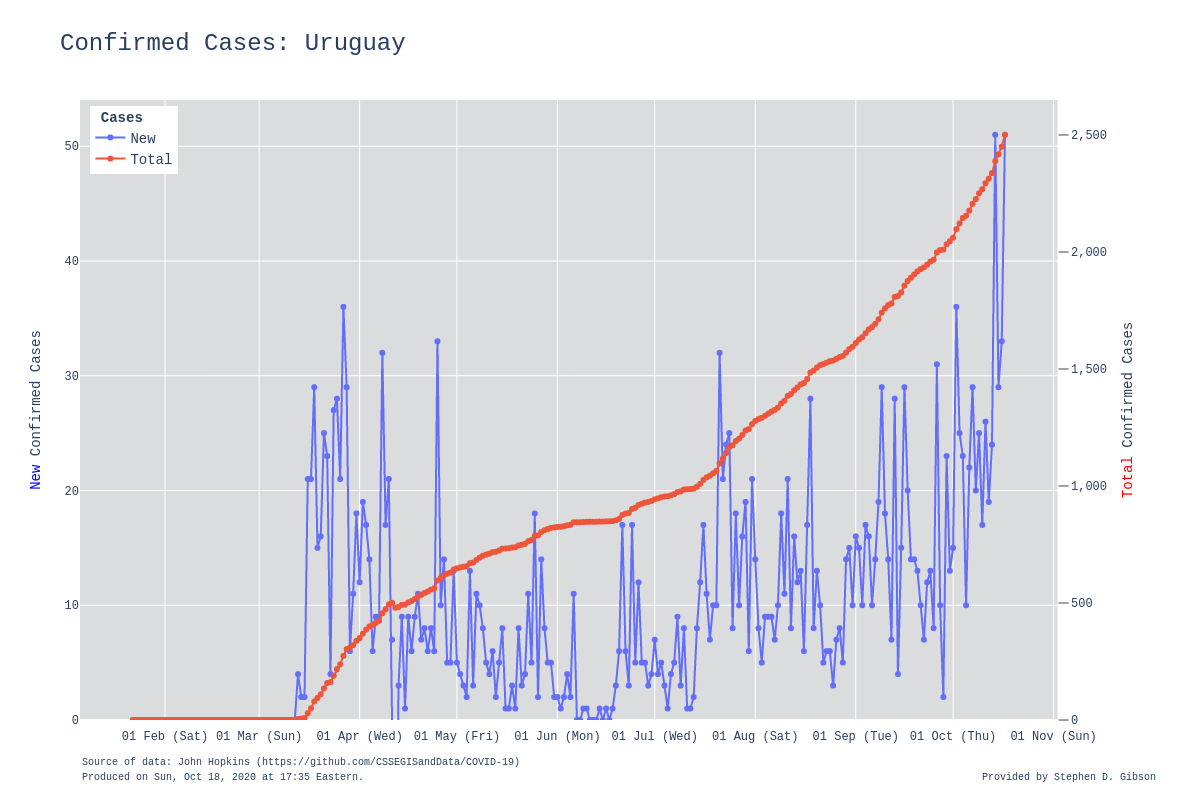 Confirmed Cases: Uruguay
Cases
New
Total
50
40
30
20
10
0
2,500
2,000
1,500
1,000
500
0
New Confirmed Cases
Total Confirmed Cases
01 Feb (Sat) 01 Mar (Sun) 01 Apr (Wed) 01 May (Fri) 01 Jun (Mon) 01 Jul (Wed) 01 Aug (Sat) 01 Sep (Tue) 01 Oct (Thu) 01 Nov (Sun)
Source of data: John Hopkins (https://github.com/CSSEGISandData/COVID-19)
Produced on Sun, Oct 18, 2020 at 17:35 Eastern.
Provided by Stephen D. Gibson